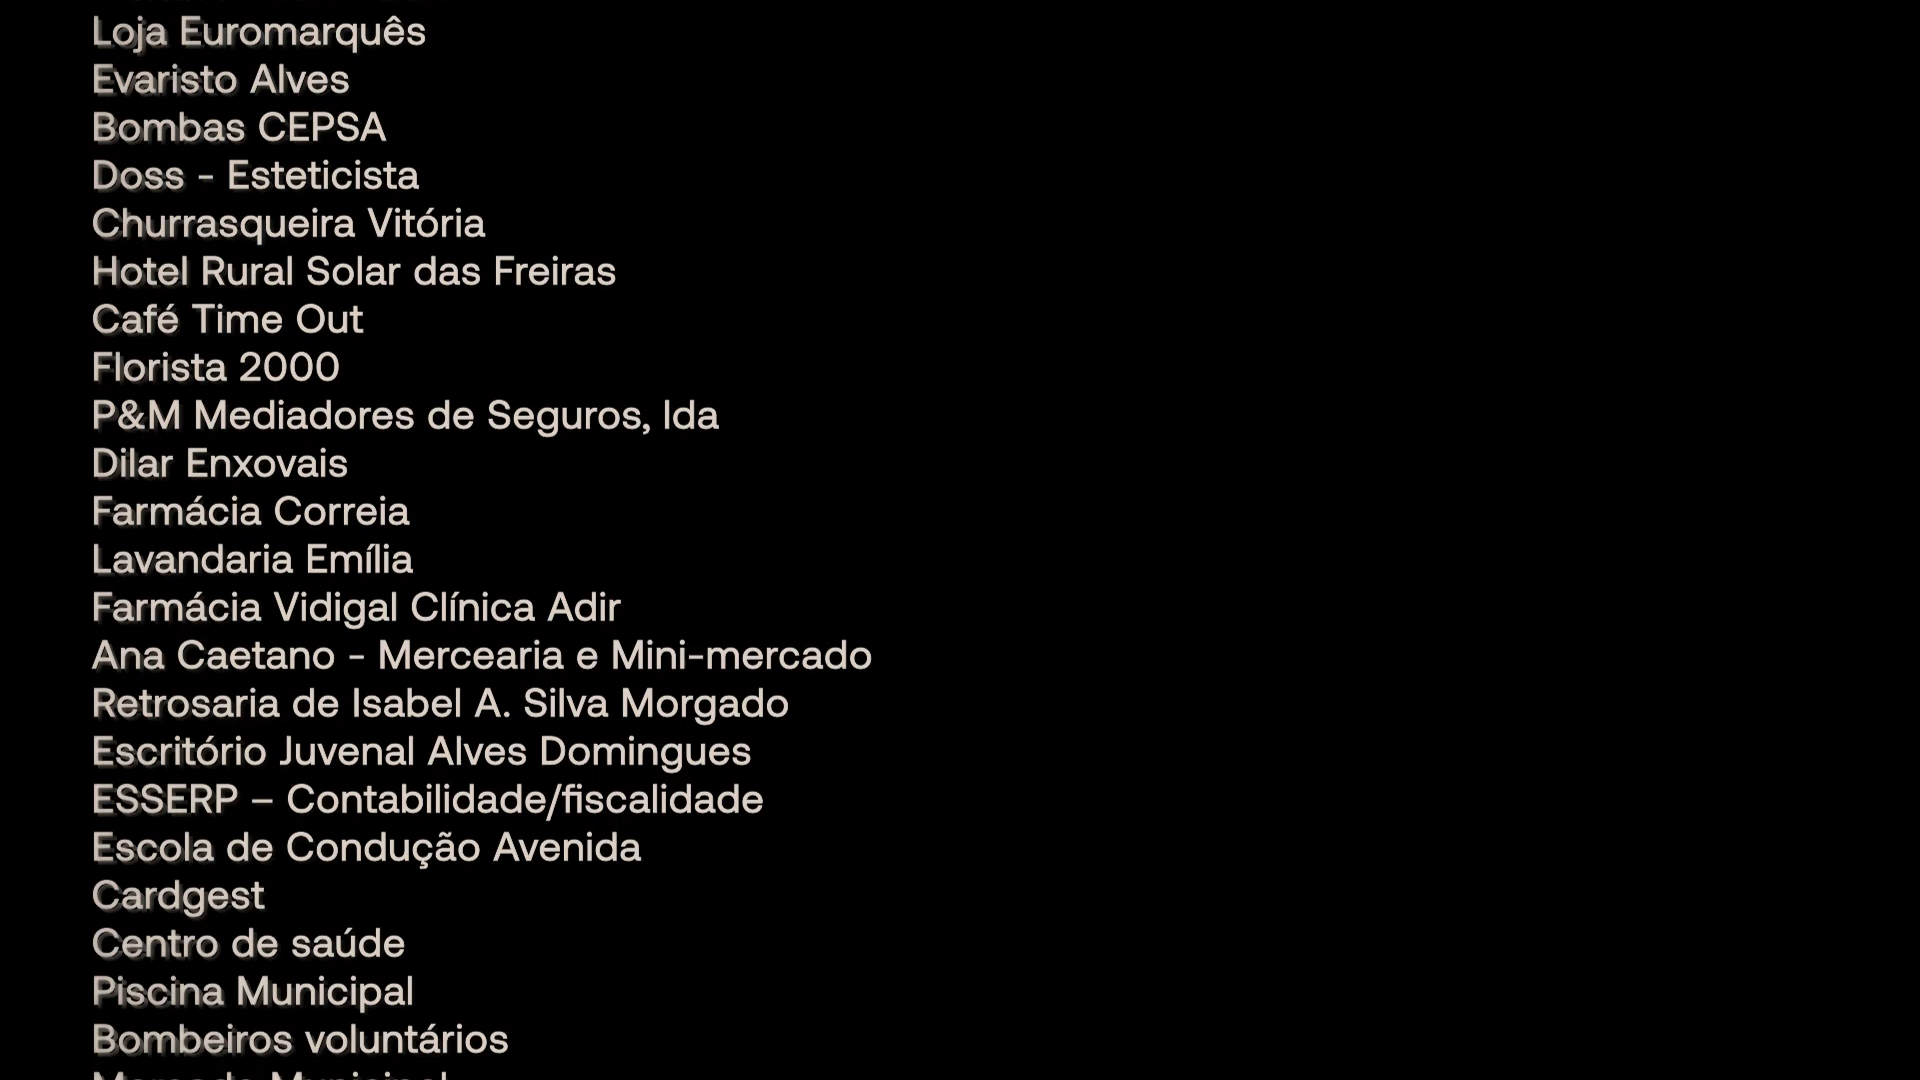 Loja Euromarquês
Evaristo Alves
Bombas CEPSA
Doss - Esteticista
Churrasqueira Vitória
Hotel Rural Solar das Freiras
Café Time Out
Florista 2000
P&M Mediadores de Seguros, lda
Dilar Enxovais
Farmácia Correia
Lavandaria Emília
Farmácia Vidigal Clínica Adir
Ana Caetano - Mercearia e Mini-mercado
Retrosaria de Isabel A. Silva Morgado
Escritório Juvenal Alves Domingues
ESSERP – Contabilidade/fiscalidade
Escola de Condução Avenida
Cardgest
Centro de saúde
Piscina Municipal
Bombeiros voluntários
Mercado Municipal